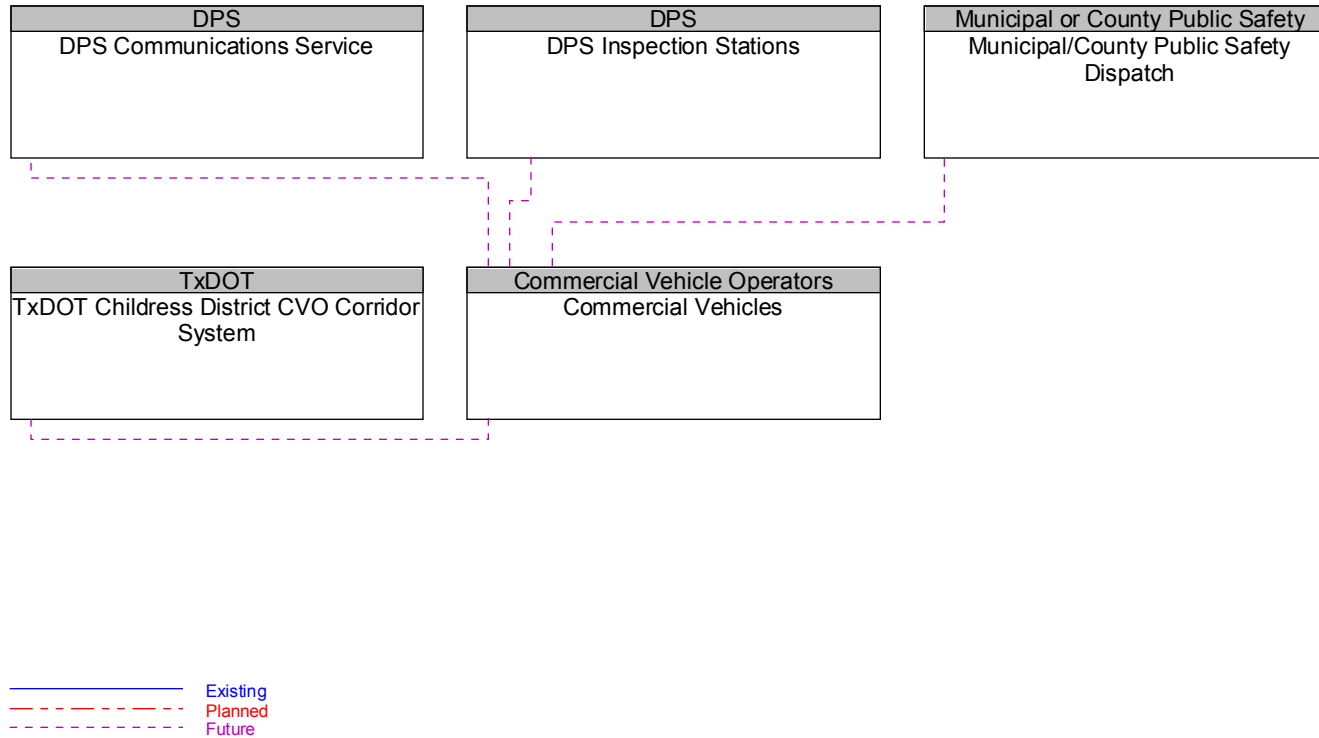 DPS
DPS Communications Service
DPS
DPS Inspection Stations
Municipal or County Public Safety
Municipal/County Public Safety
Dispatch
TxDOT
TxDOT Childress District CVO Corridor
System
Commercial Vehicle Operators
Commercial Vehicles
Existing
Planned
Future